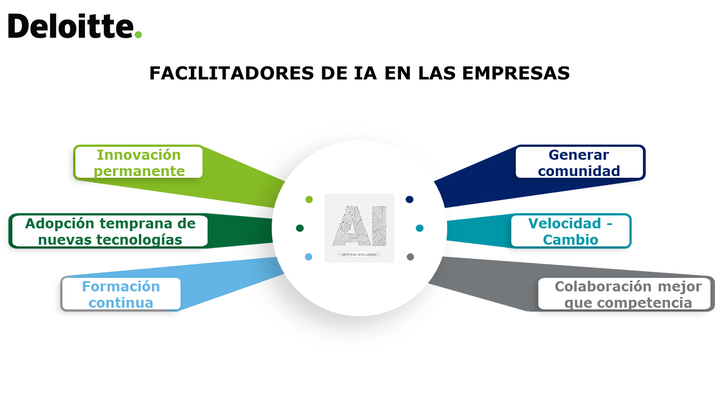 Deloitte.
FACILITADORES DE IA EN LAS EMPRESAS
Innovación
permanente
Adopción temprana de
nuevas tecnologías
Formación
continua
AI
ARTIFICIAL INTELLIGENCE
Generar
comunidad
Velocidad -
Cambio
Colaboración mejor
que competencia